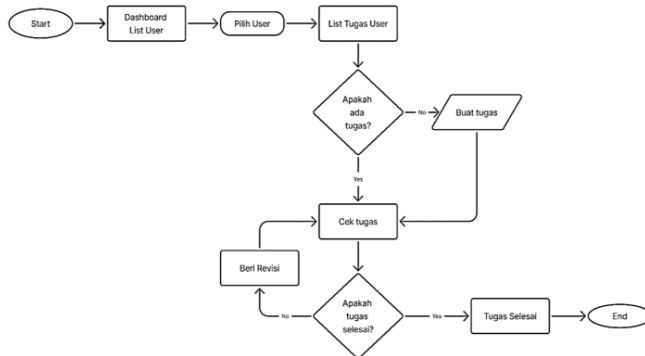 Start
Dashboard
List User
Pilih User
List Tugas User
Apakah
ada
tugas?
No
Buat tugas
Yes
Cek tugas
Beri Revisi
Apakah
tugas
selesai?
No
Yes
Tugas Selesai
End